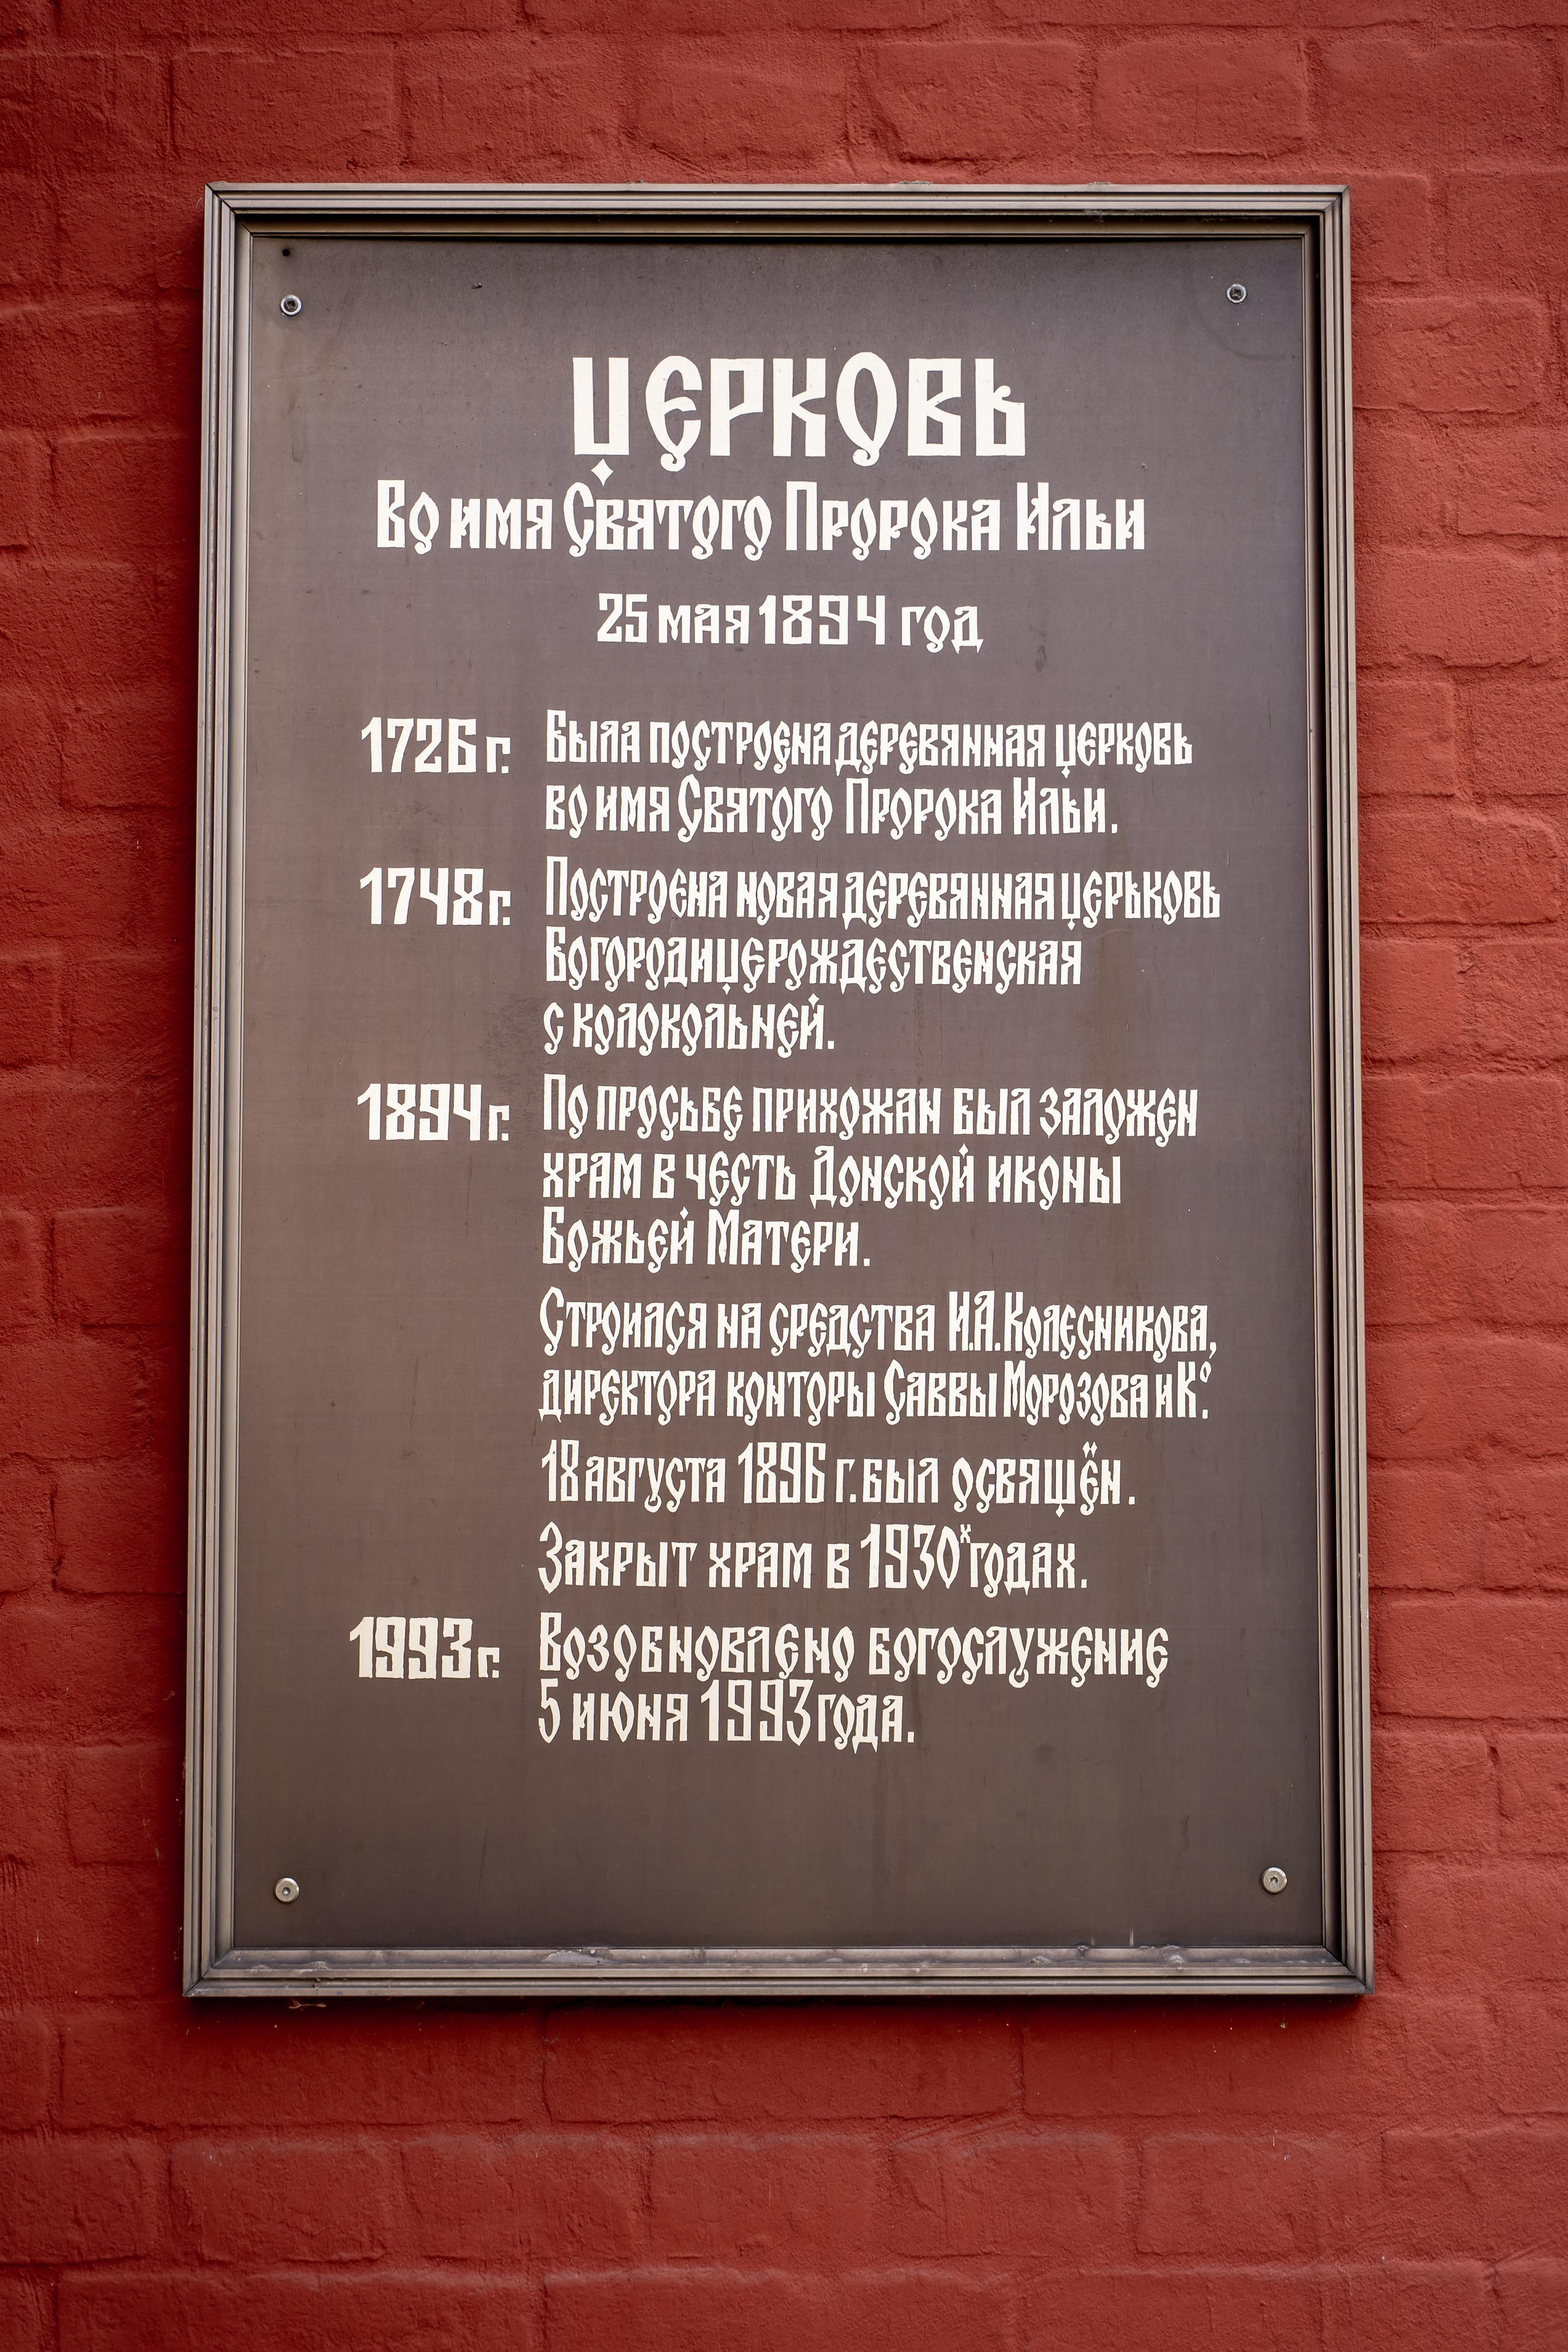 Церковь
Во имя Святого Пророка Ильи
25 мая 1894 год
1726 г. Была построена деревянная церковь
во имя Святого Пророка Ильи.
1748 г. Построена новая деревянная церьковь
Богородицерождественская
с колокольней.
1894 г. По просьбе прихожан был заложен
храм в честь Донской иконы
Божьей Матери.
Строился на средства И.А.Колесникова,
директора конторы Саввы Морозова и Ко.
18 августа 1896 г. был освящён.
Закрыт храм в 1930х годах.
1993 г. Возобновлено богослужение
5 июня 1993 года.